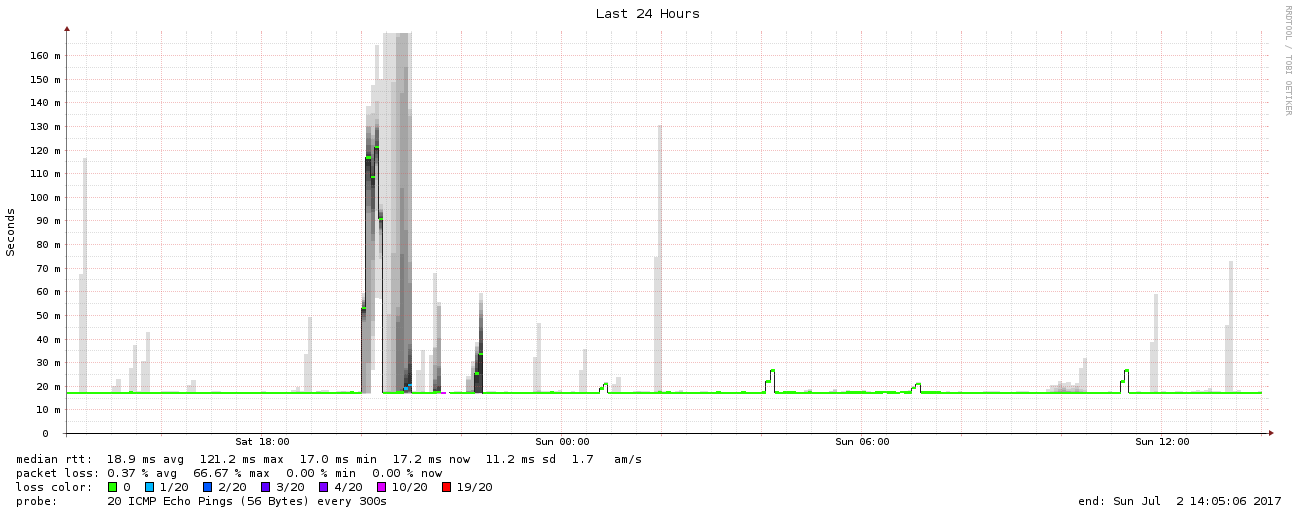 Last 24 Hours
RRDTOOL / TOBI OETIKER
Seconds
160 m
150 m
140 m
130 m
120 m
110 m
100 m
90 m
80 m
70 m
60 m
50 m
40 m
30 m
20 m
10 m
0
Sat 18:00 Sun 00:00 Sun 06:00 Sun 12:00
median rtt: 18.9 ms avg 121.2 ms max 17.0 ms min 17.2 ms now 11.2 ms sd 1.7 am/s
packet loss: 0.37 % avg 66.67 % max 0.00 % min 0.00 % now
loss color: 0 1/20 2/20 3/20 4/20 10/20 19/20
probe: 20 ICMP Echo Pings (56 Bytes) every 300s end: Sun Jul 2 14:05:06 2017